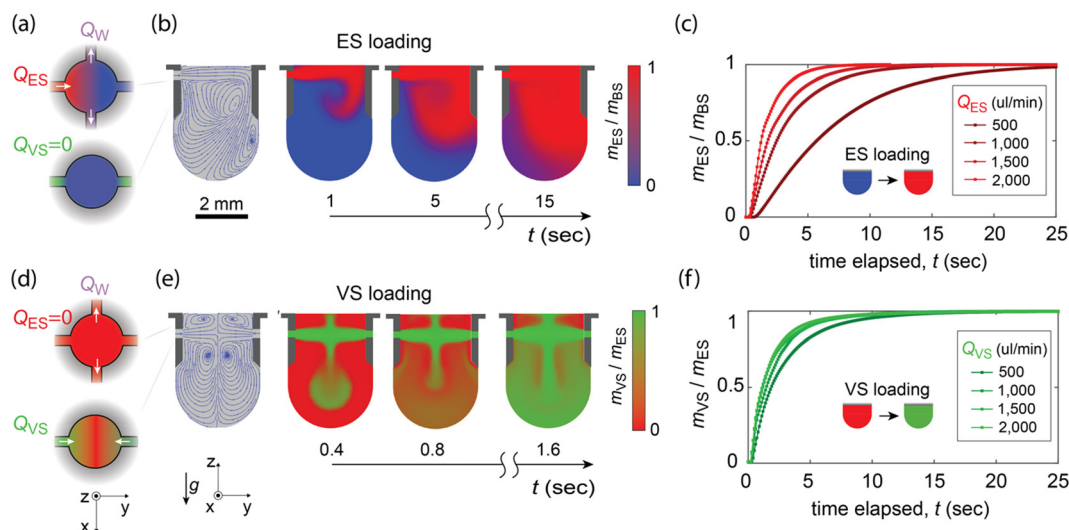 (a)
Q_W
Q_ES
Q_VS=0
(b)
ES loading
2 mm
1
0
m_ES / m_BS
1 5 15
t (sec)
(c)
m_ES / m_BS
1
0.5
0
0 5 10 15 20 25
time elapsed, t (sec)
Q_ES (ul/min)
500
1,000
1,500
2,000
ES loading
(d)
Q_W
Q_ES=0
Q_VS
z y
x
(e)
VS loading
1
0
m_VS / m_ES
0.4 0.8 1.6
t (sec)
g
z
x y
(f)
m_VS / m_ES
1
0.5
0
0 5 10 15 20 25
time elapsed, t (sec)
Q_VS (ul/min)
500
1,000
1,500
2,000
VS loading